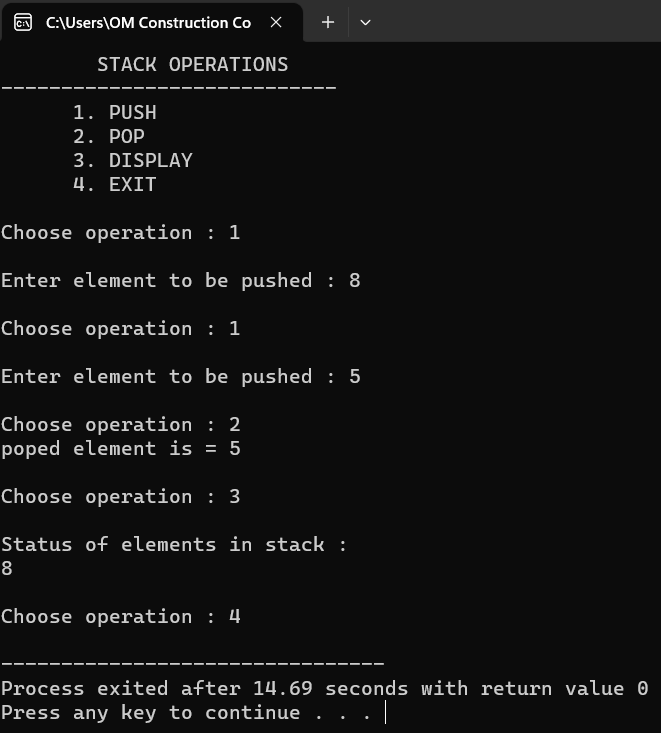 C:\Users\OM Construction Co
STACK OPERATIONS
----------------------------
1. PUSH
2. POP
3. DISPLAY
4. EXIT
Choose operation : 1
Enter element to be pushed : 8
Choose operation : 1
Enter element to be pushed : 5
Choose operation : 2
poped element is = 5
Choose operation : 3
Status of elements in stack :
8
Choose operation : 4
--------------------------------
Process exited after 14.69 seconds with return value 0
Press any key to continue . . .